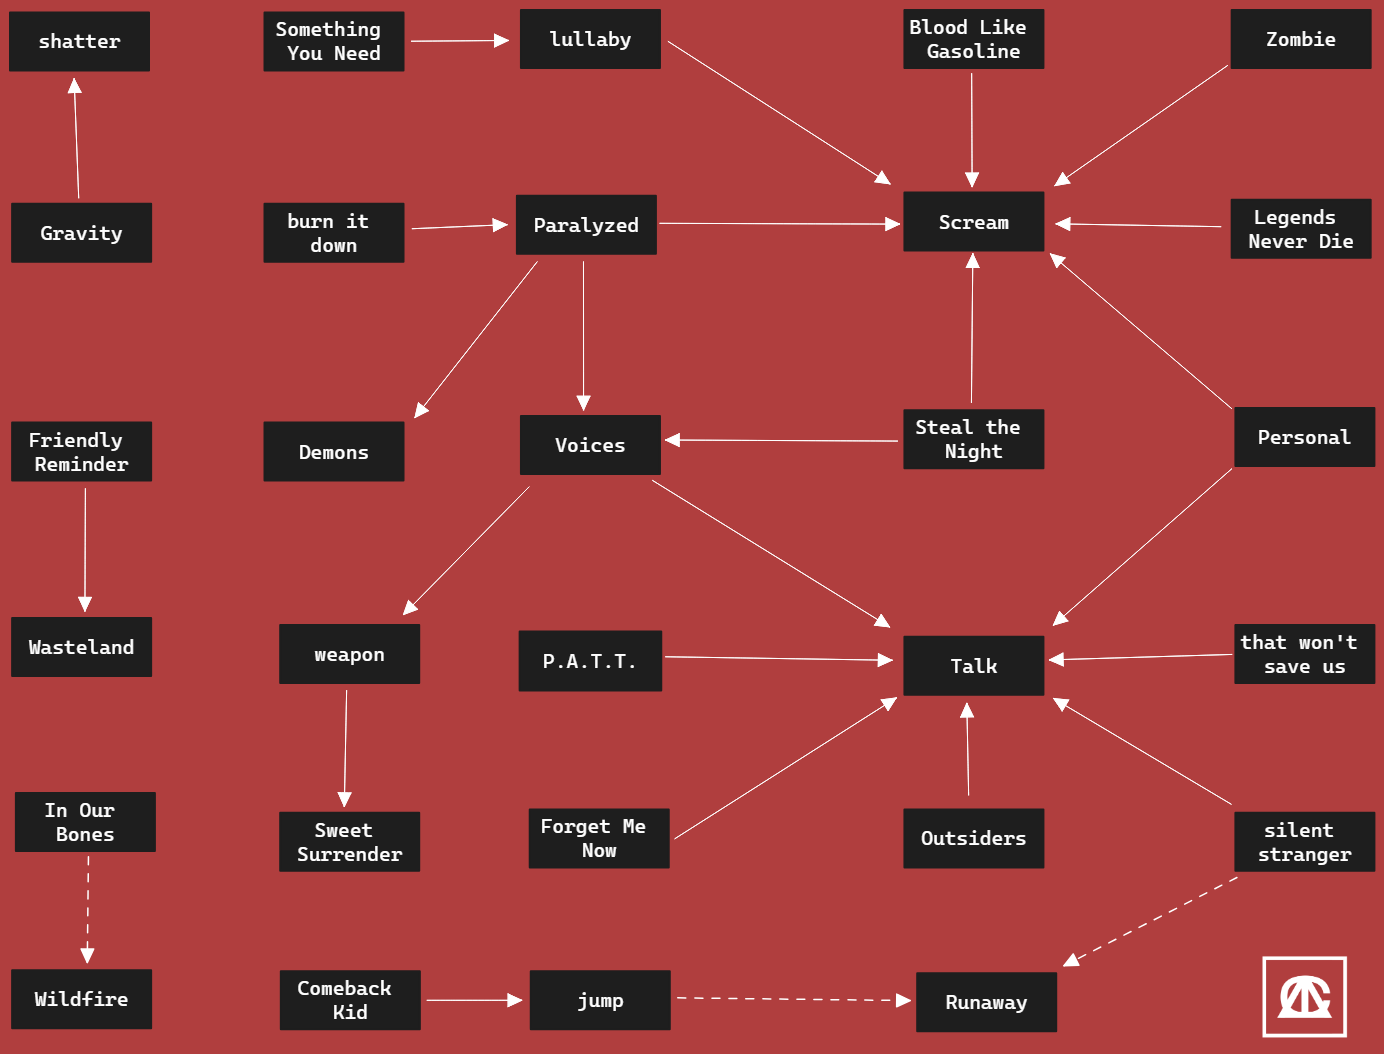 shatter
Something
You Need
lullaby
Blood Like
Gasoline
Zombie
Gravity
burn it
down
Paralyzed
Scream
Legends
Never Die
Friendly
Reminder
Demons
Voices
Steal the
Night
Personal
Wasteland
weapon
P.A.T.T.
Talk
that won't
save us
In Our
Bones
Sweet
Surrender
Forget Me
Now
Outsiders
silent
stranger
Wildfire
Comeback
Kid
jump
Runaway